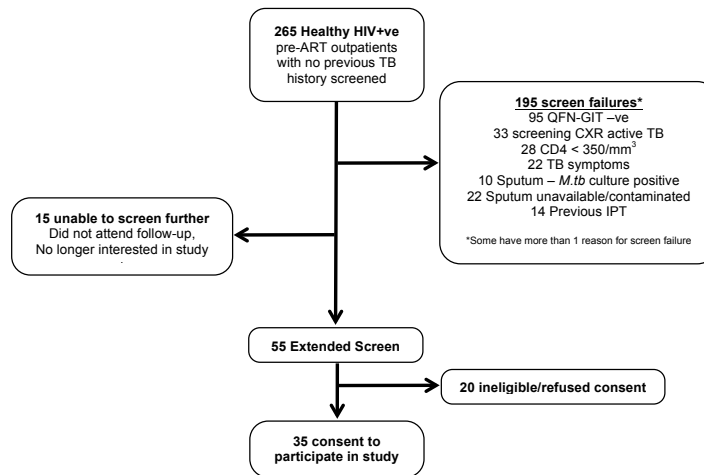 265 Healthy HIV+ve
pre-ART outpatients
with no previous TB
history screened
195 screen failures*
95 QFN-GIT –ve
33 screening CXR active TB
28 CD4 < 350/mm³
22 TB symptoms
10 Sputum – M.tb culture positive
22 Sputum unavailable/contaminated
14 Previous IPT
*Some have more than 1 reason for screen failure
15 unable to screen further
Did not attend follow-up,
No longer interested in study
.
55 Extended Screen
20 ineligible/refused consent
35 consent to
participate in study